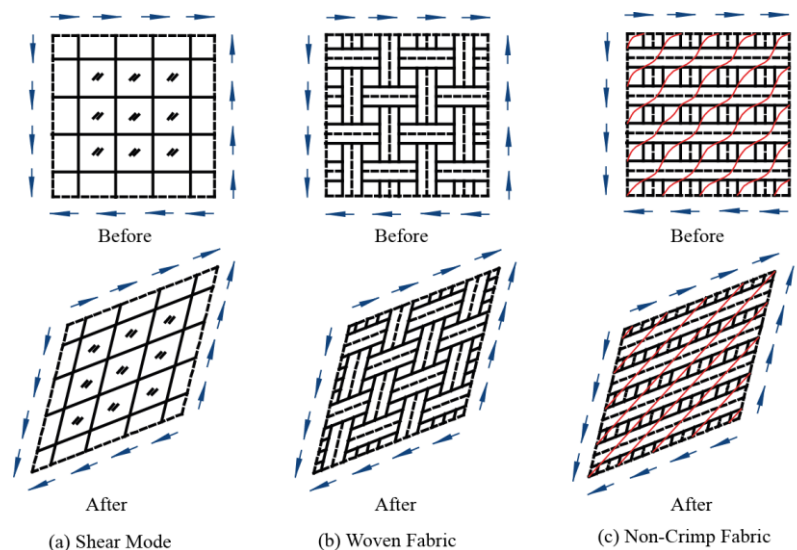 Before
Before
Before
After
After
After
(a) Shear Mode
(b) Woven Fabric
(c) Non-Crimp Fabric